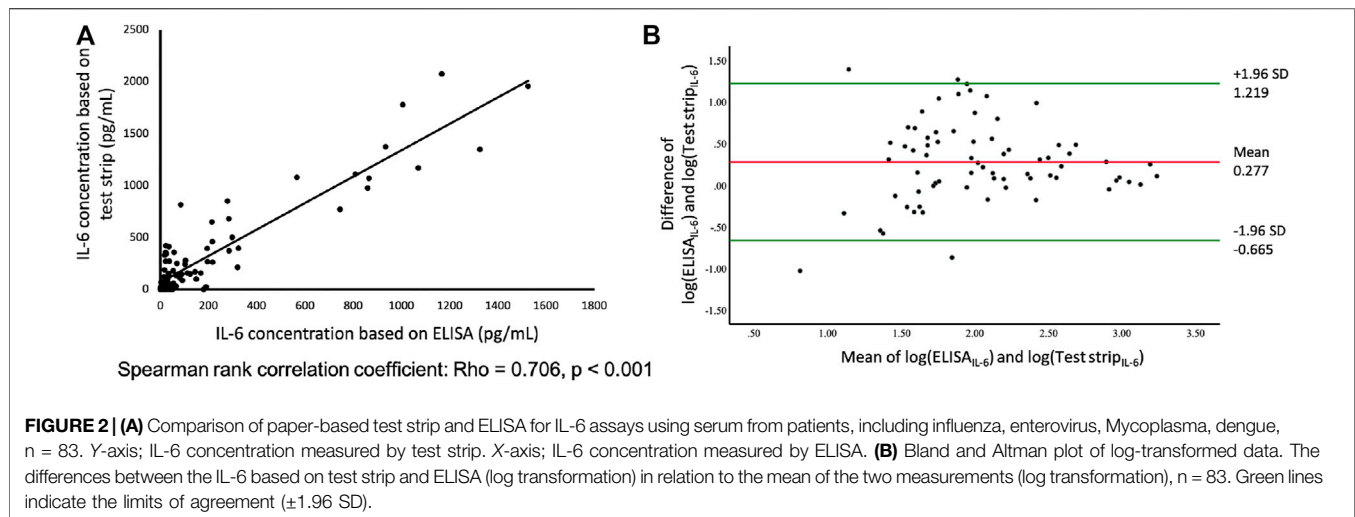 A
IL-6 concentration based on
test strip (pg/mL)
2500
2000
1500
1000
500
0
0 200 400 600 800 1000 1200 1400 1600 1800
IL-6 concentration based on ELISA (pg/mL)
Spearman rank correlation coefficient: Rho = 0.706, p < 0.001
B
Difference of
log(ELISA_IL-6) and log(Test strip_IL-6)
1.50
1.00
.50
.00
-.50
-1.00
-1.50
.50 1.00 1.50 2.00 2.50 3.00 3.50
Mean of log(ELISA_IL-6) and log(Test strip_IL-6)
+1.96 SD
1.219
Mean
0.277
-1.96 SD
-0.665
FIGURE 2 | (A) Comparison of paper-based test strip and ELISA for IL-6 assays using serum from patients, including influenza, enterovirus, Mycoplasma, dengue,
n = 83. Y-axis; IL-6 concentration measured by test strip. X-axis; IL-6 concentration measured by ELISA. (B) Bland and Altman plot of log-transformed data. The
differences between the IL-6 based on test strip and ELISA (log transformation) in relation to the mean of the two measurements (log transformation), n = 83. Green lines
indicate the limits of agreement (±1.96 SD).